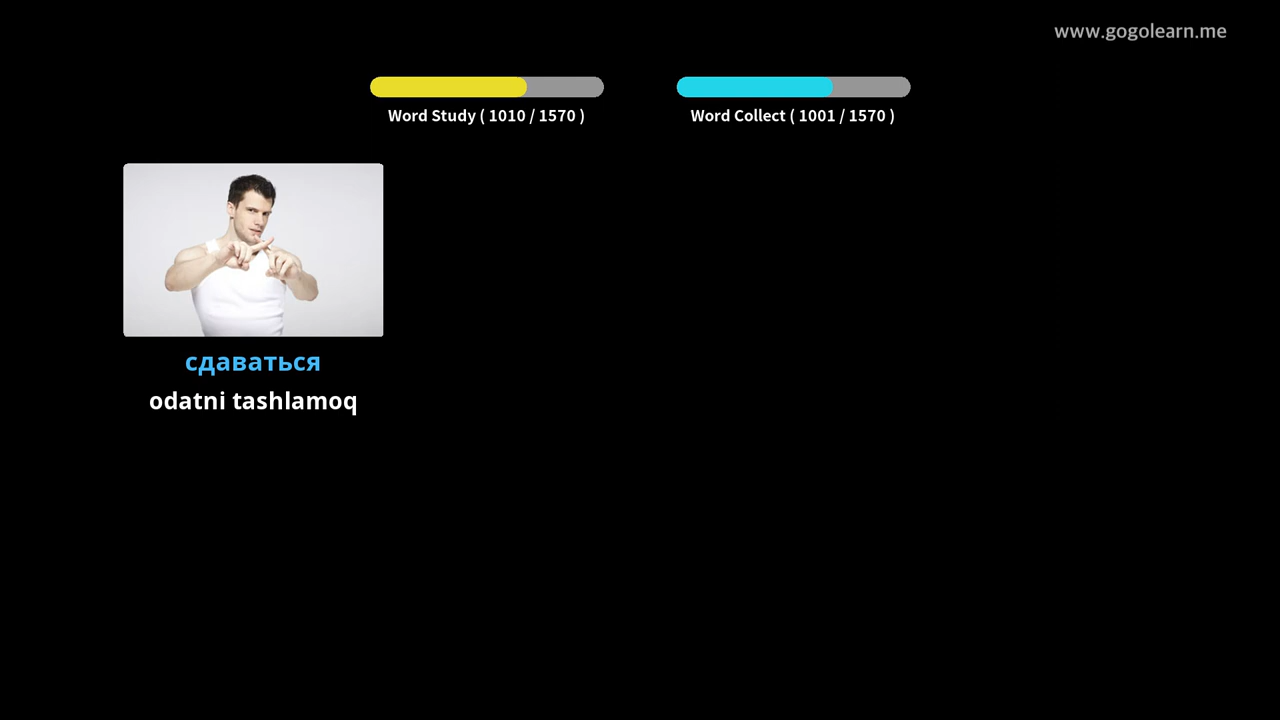 www.gogolearn.me
Word Study ( 1010 / 1570 )
Word Collect ( 1001 / 1570 )
сдаваться
odatni tashlamoq